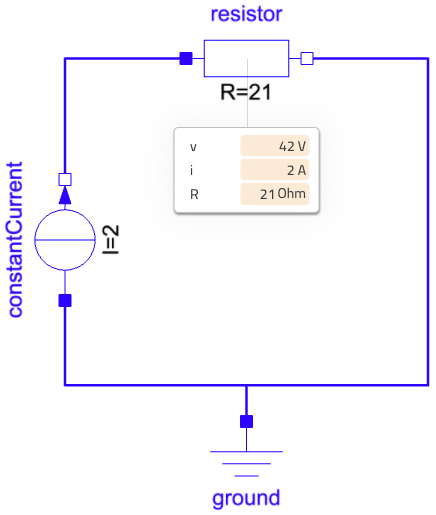 resistor
R=21
v 42 V
i 2 A
R 21 Ohm
constantCurrent
I=2
ground